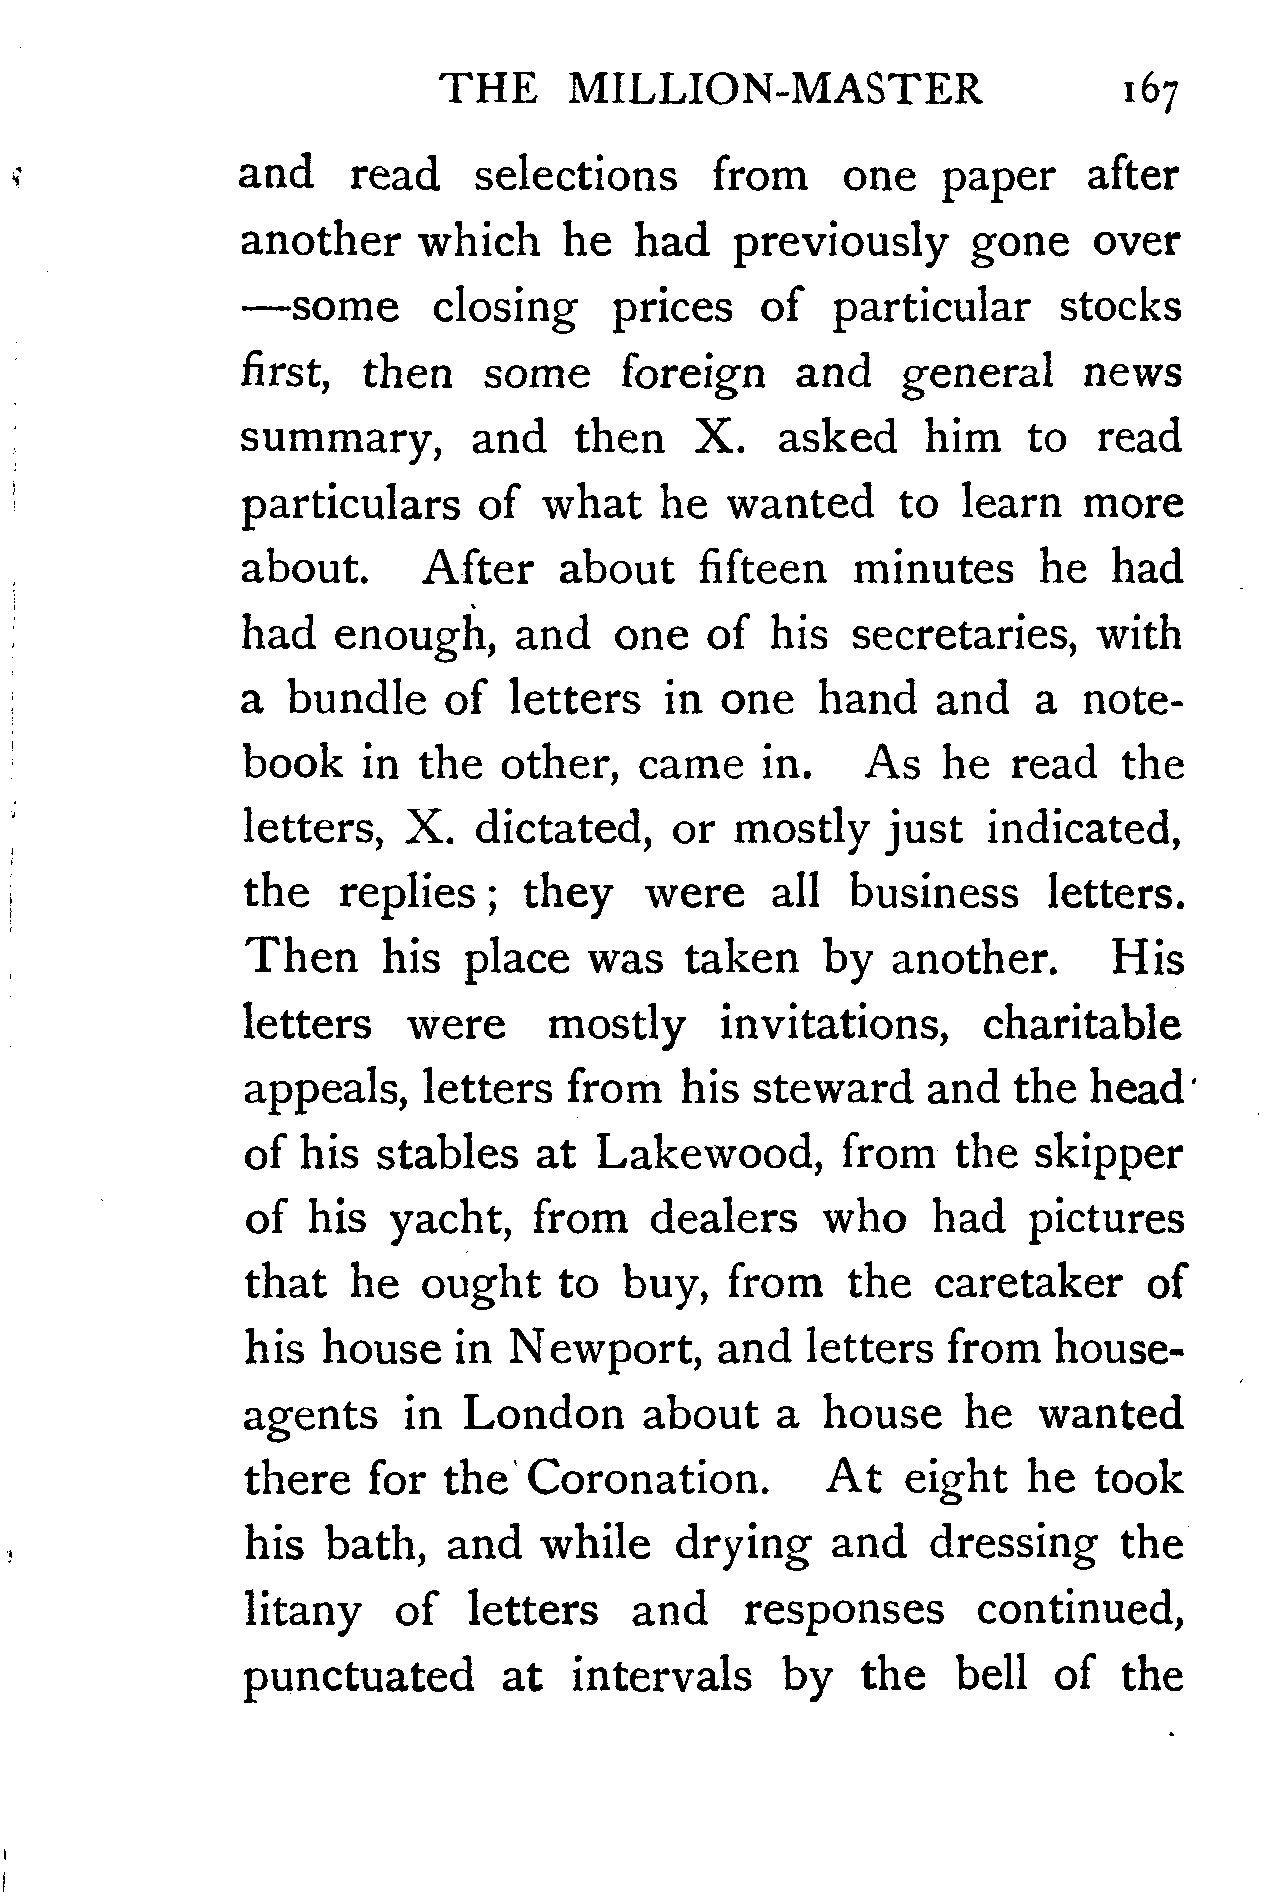 THE MILLION-MASTER 167
and read selections from one paper after
another which he had previously gone over
—some closing prices of particular stocks
first, then some foreign and general news
summary, and then X. asked him to read
particulars of what he wanted to learn more
about. After about fifteen minutes he had
had enough, and one of his secretaries, with
a bundle of letters in one hand and a note-
book in the other, came in. As he read the
letters, X. dictated, or mostly just indicated,
the replies ; they were all business letters.
Then his place was taken by another. His
letters were mostly invitations, charitable
appeals, letters from his steward and the head
of his stables at Lakewood, from the skipper
of his yacht, from dealers who had pictures
that he ought to buy, from the caretaker of
his house in Newport, and letters from house-
agents in London about a house he wanted
there for the Coronation. At eight he took
his bath, and while drying and dressing the
litany of letters and responses continued,
punctuated at intervals by the bell of the